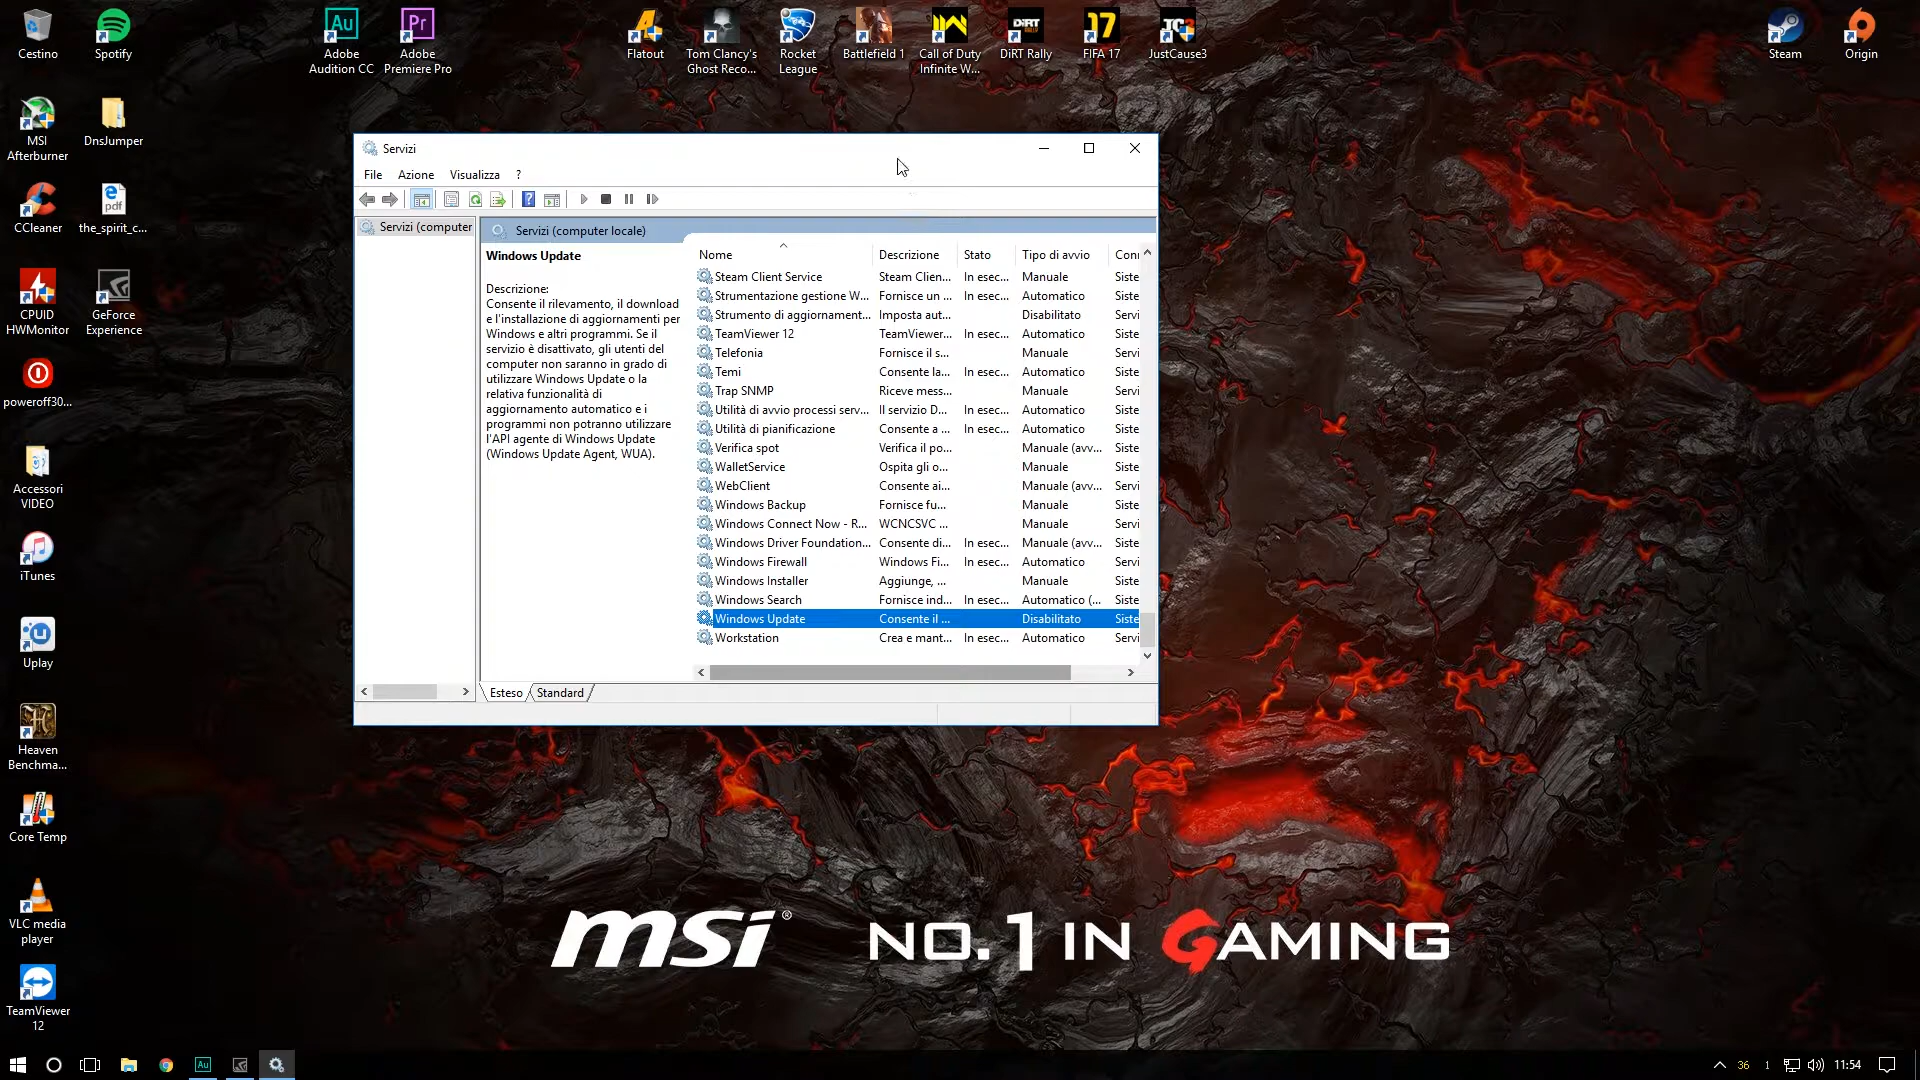 Cestino
Spotify
Adobe
Audition CC
Adobe
Premiere Pro
Flatout
Tom Clancy's
Ghost Reco...
Rocket
League
Battlefield 1
Call of Duty
Infinite W...
DiRT Rally
FIFA 17
JustCause3
Steam
Origin
MSI
Afterburner
DnsJumper
CCleaner
the_spirit_c...
CPUID
HWMonitor
GeForce
Experience
poweroff30...
Accessori
VIDEO
iTunes
Uplay
Heaven
Benchma...
Core Temp
VLC media
player
TeamViewer
12
Servizi
File Azione Visualizza ?
Servizi (computer
Servizi (computer locale)
Windows Update
Descrizione:
Consente il rilevamento, il download
e l'installazione di aggiornamenti per
Windows e altri programmi. Se il
servizio è disattivato, gli utenti del
computer non saranno in grado di
utilizzare Windows Update o la
relativa funzionalità di
aggiornamento automatico e i
programmi non potranno utilizzare
l'API agente di Windows Update
(Windows Update Agent, WUA).
Nome Descrizione Stato Tipo di avvio Conn
Steam Client Service Steam Clien... In esec... Manuale Siste
Strumentazione gestione W... Fornisce un ... In esec... Automatico Siste
Strumento di aggiornament... Imposta aut... Disabilitato Servi
TeamViewer 12 TeamViewer... In esec... Automatico Siste
Telefonia Fornisce il s... Manuale Servi
Temi Consente la... In esec... Automatico Siste
Trap SNMP Riceve mess... Manuale Servi
Utilità di avvio processi serv... Il servizio D... In esec... Automatico Siste
Utilità di pianificazione Consente a ... In esec... Automatico Siste
Verifica spot Verifica il po... Manuale (avv... Siste
WalletService Ospita gli o... Manuale Siste
WebClient Consente ai... Manuale (avv... Servi
Windows Backup Fornisce fu... Manuale Siste
Windows Connect Now - R... WCNCSVC ... Manuale Servi
Windows Driver Foundation... Consente di... In esec... Manuale (avv... Siste
Windows Firewall Windows Fi... In esec... Automatico Servi
Windows Installer Aggiunge, ... Manuale Siste
Windows Search Fornisce ind... In esec... Automatico (... Siste
Windows Update Consente il ... Disabilitato Siste
Workstation Crea e mant... In esec... Automatico Servi
Esteso Standard
msi® NO.1 IN GAMING
36 1 11:54